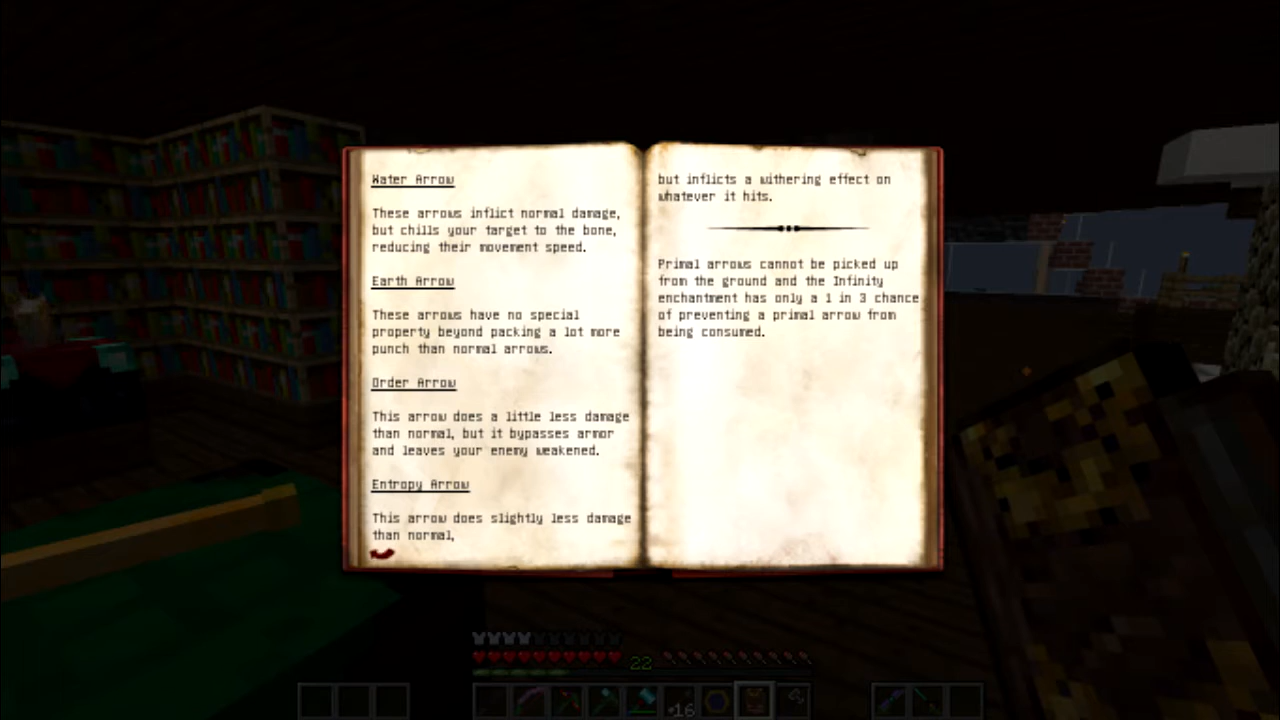 Water Arrow
These arrows inflict normal damage,
but chills your target to the bone,
reducing their movement speed.
Earth Arrow
These arrows have no special
property beyond packing a lot more
punch than normal arrows.
Order Arrow
This arrow does a little less damage
than normal, but it bypasses armor
and leaves your enemy weakened.
Entropy Arrow
This arrow does slightly less damage
than normal,
but inflicts a withering effect on
whatever it hits.
Primal arrows cannot be picked up
from the ground and the Infinity
enchantment has only a 1 in 3 chance
of preventing a primal arrow from
being consumed.
22
16